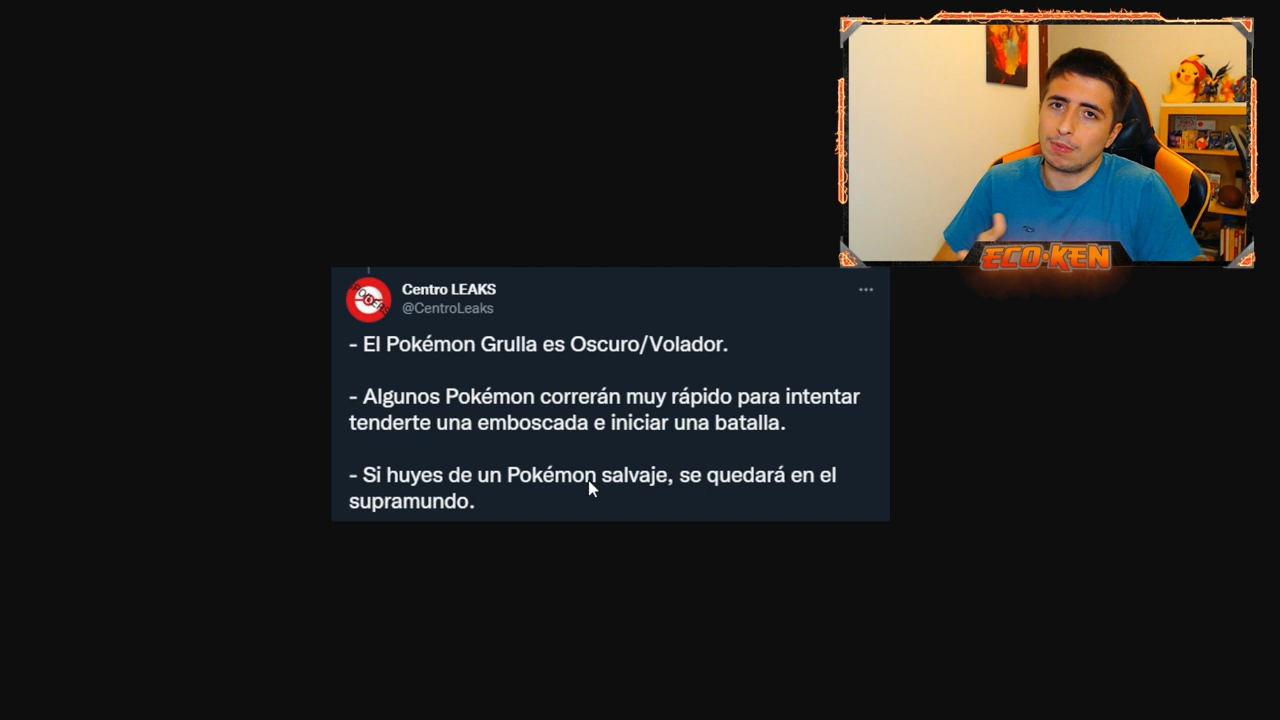 ECO·KEN
Centro LEAKS
@CentroLeaks
- El Pokémon Grulla es Oscuro/Volador.
- Algunos Pokémon correrán muy rápido para intentar
tenderte una emboscada e iniciar una batalla.
- Si huyes de un Pokémon salvaje, se quedará en el
supramundo.